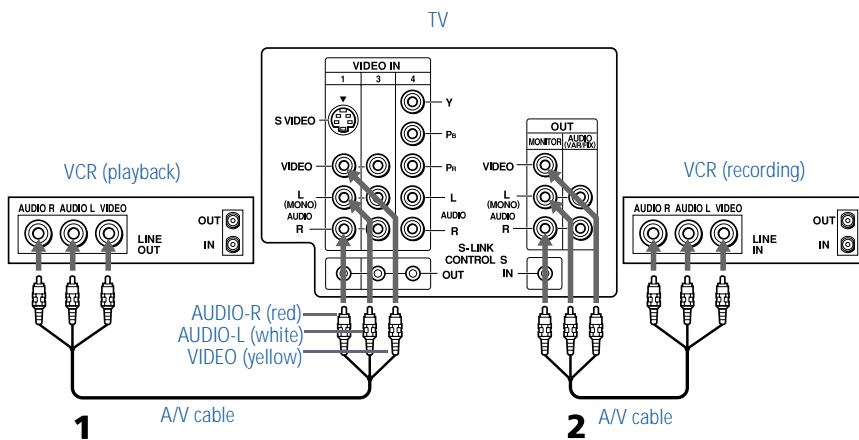 TV
VIDEO IN
1 3 4
S VIDEO
Y
PB
PR
VIDEO
L
(MONO)
AUDIO
R
L
AUDIO
R
S-LINK
CONTROL S
OUT
IN
OUT
MONITOR
AUDIO
(VAR/FIX)
VIDEO
L
(MONO)
AUDIO
R
VCR (playback)
AUDIO R AUDIO L VIDEO
LINE
OUT
OUT
IN
VCR (recording)
AUDIO R AUDIO L VIDEO
LINE
IN
OUT
IN
AUDIO-R (red)
AUDIO-L (white)
VIDEO (yellow)
1
A/V cable
2
A/V cable